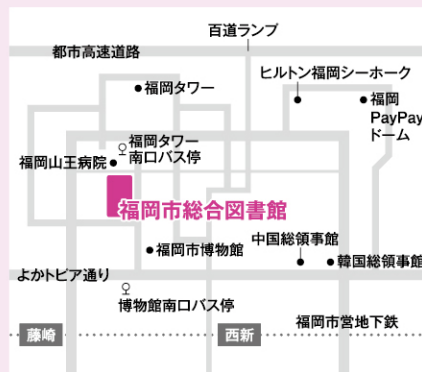 百道ランプ
都市高速道路
ヒルトン福岡シーホーク
福岡タワー
福岡
PayPay
ドーム
福岡タワー
南口バス停
福岡山王病院
福岡市総合図書館
中国総領事館
福岡市博物館
韓国総領事館
よかトピア通り
博物館南口バス停
福岡市営地下鉄
藤崎
西新